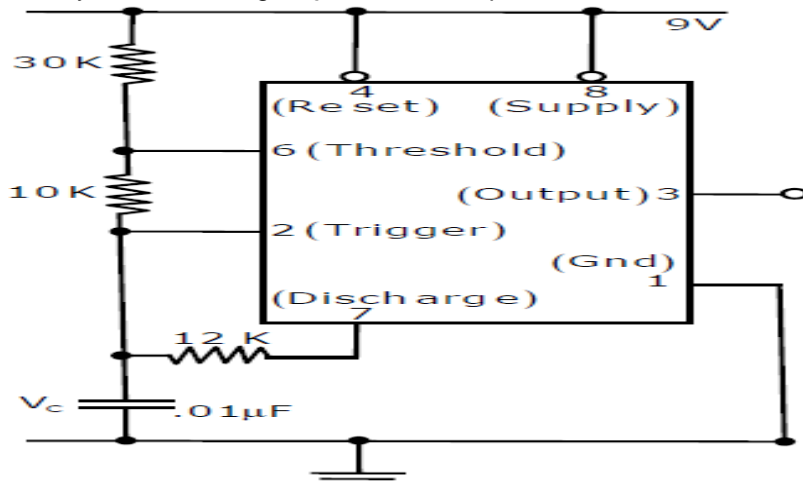 9V
30K
4
8
(Reset)
(Supply)
6 (Threshold)
10K
(Output) 3
2 (Trigger)
(Gnd)
1
(Discharge)
7
12 K
Vc
.01μF